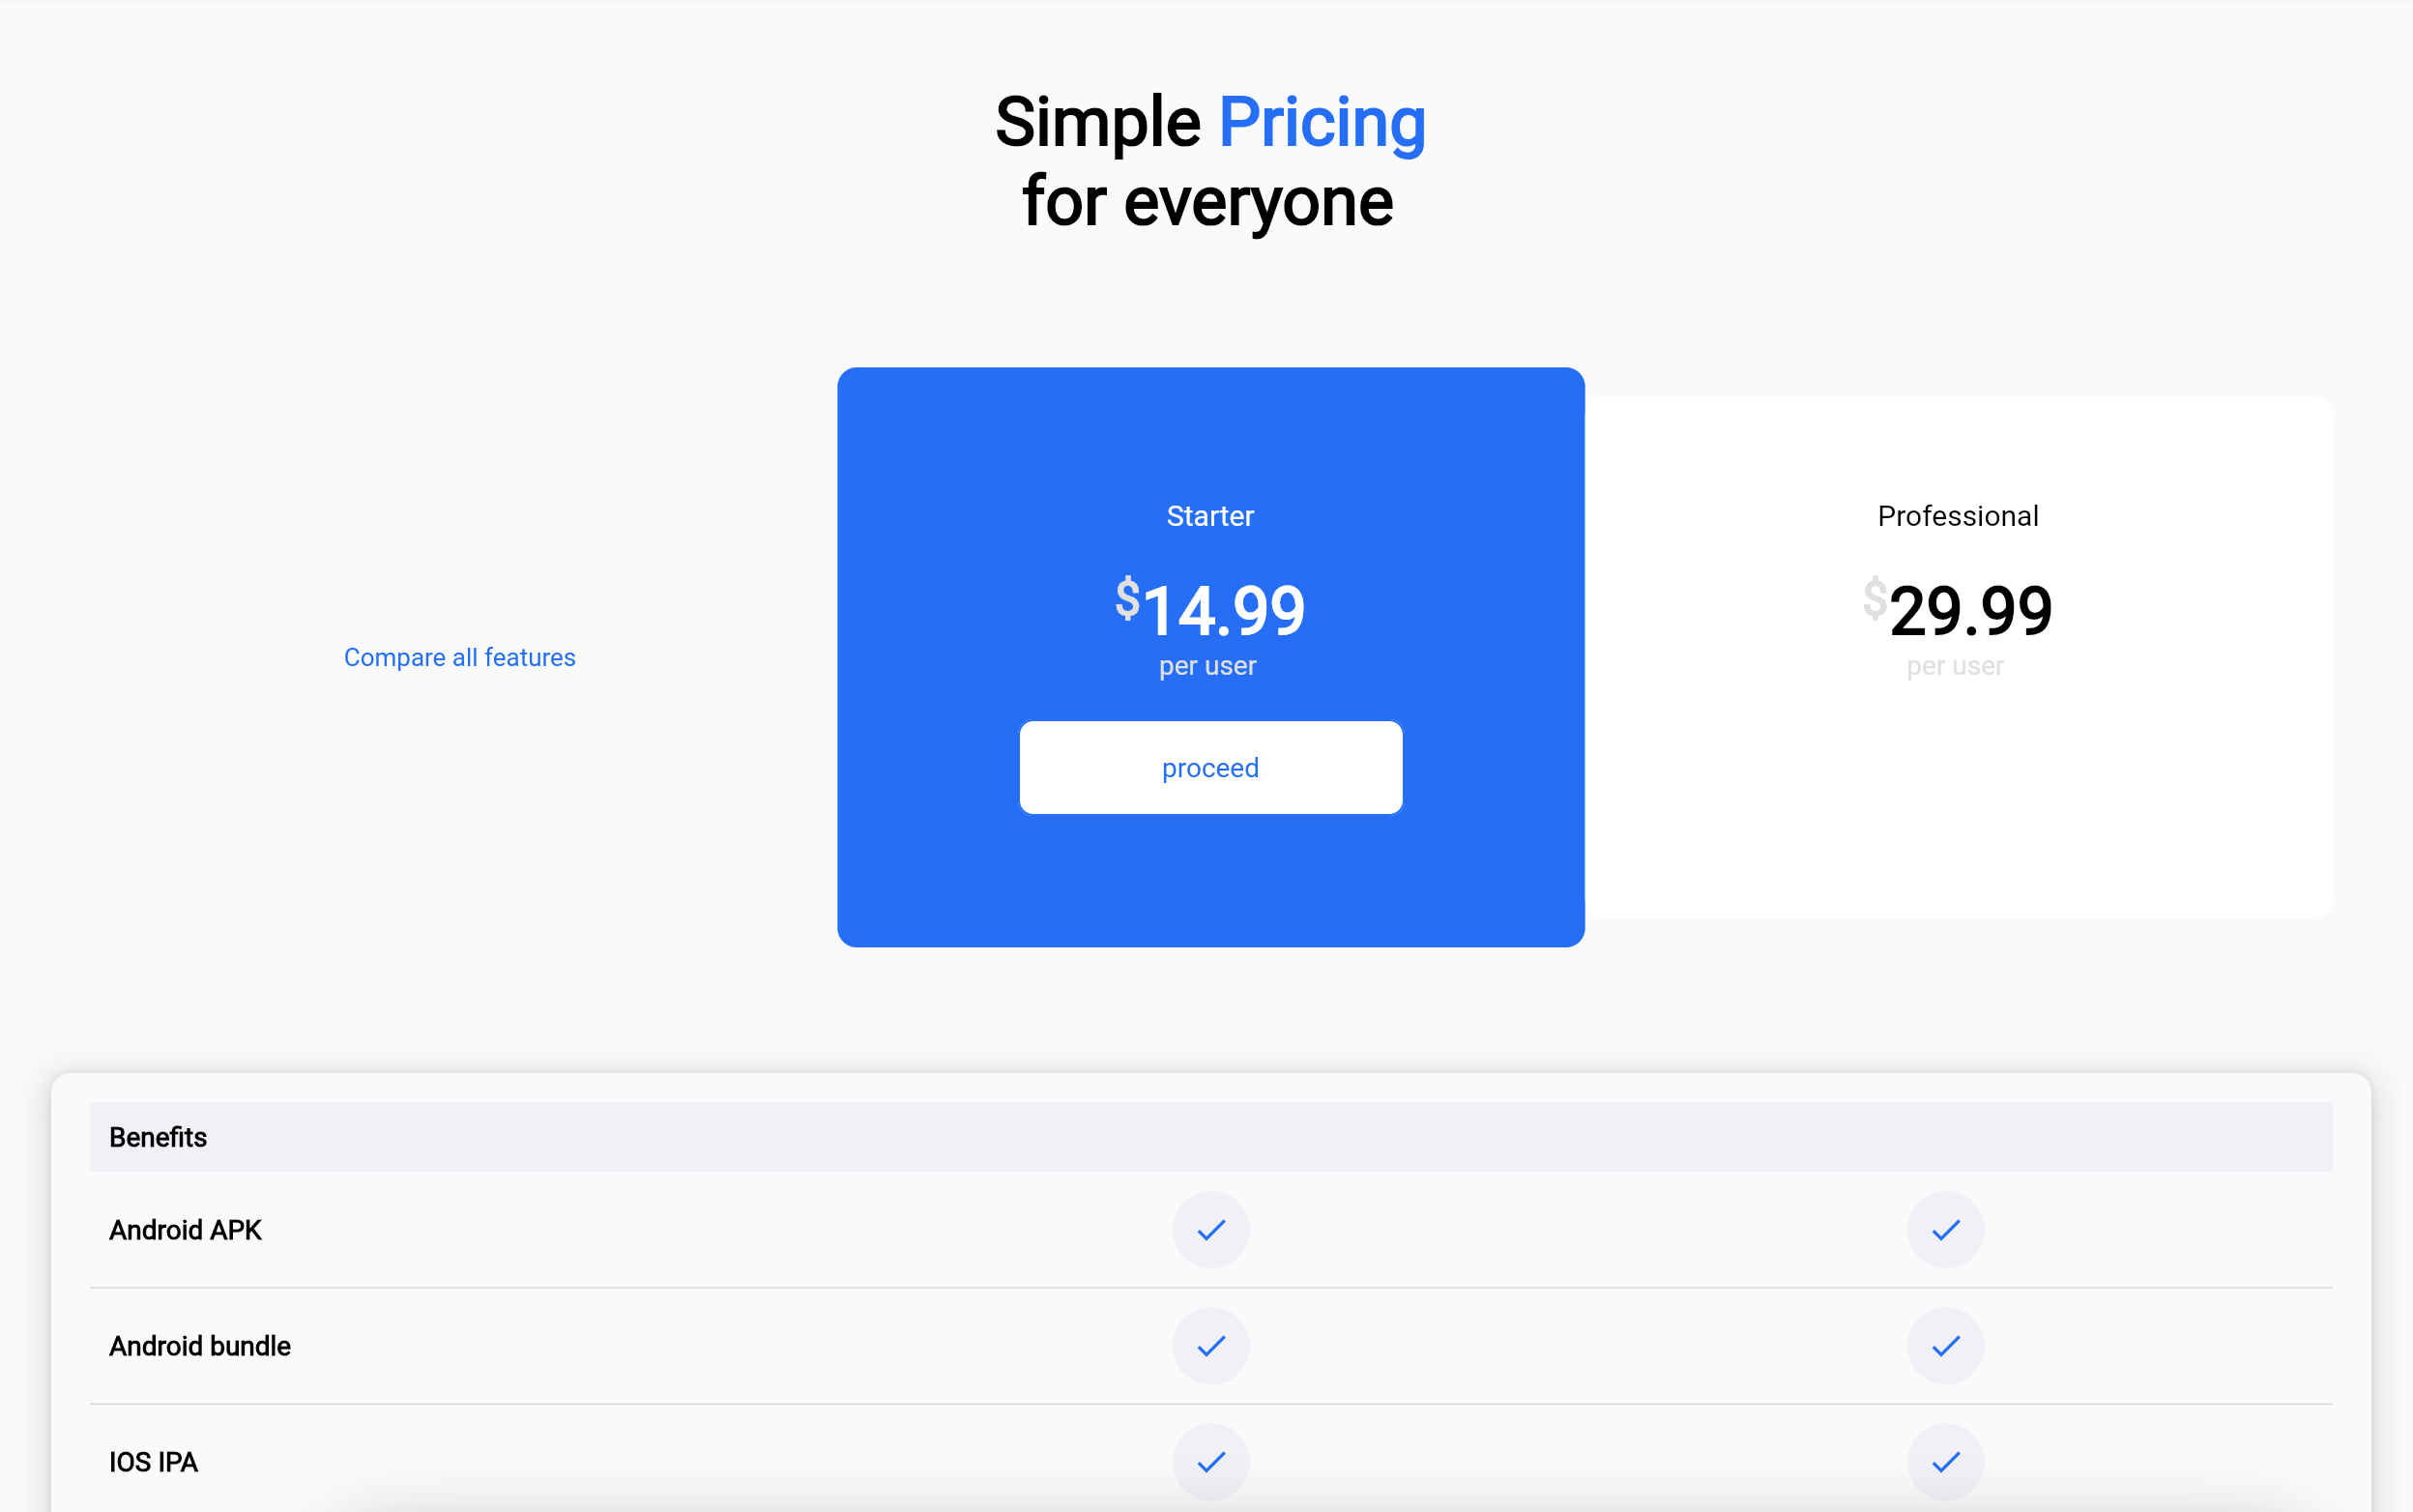 Simple Pricing
for everyone
Compare all features
Starter
$14.99
per user
proceed
Professional
$29.99
per user
Benefits
Android APK
Android bundle
IOS IPA